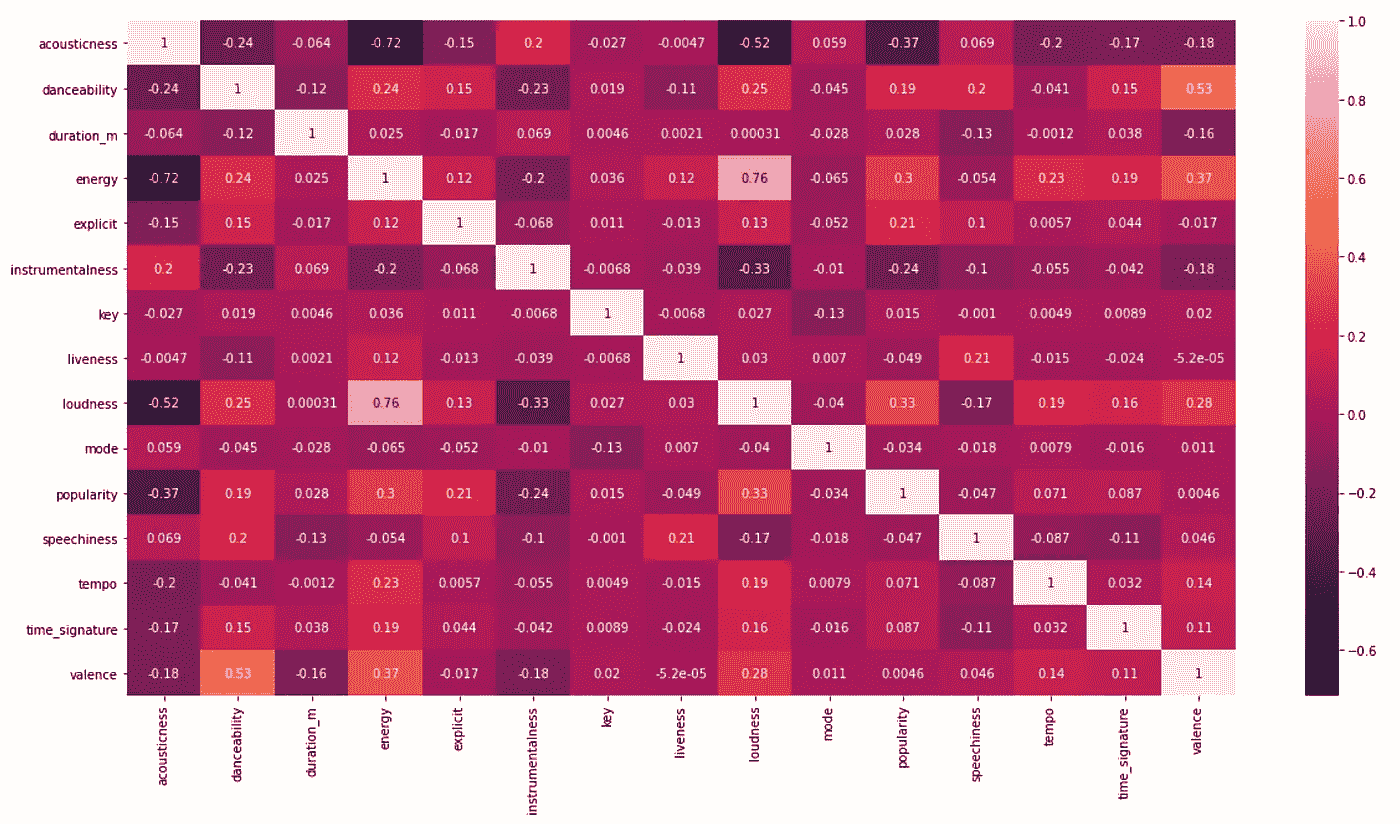 acousticness 1 -0.24 -0.064 -0.72 -0.15 0.2 -0.027 -0.0047 -0.52 0.059 -0.37 0.069 -0.2 -0.17 -0.18
danceability -0.24 1 -0.12 0.24 0.15 -0.23 0.019 -0.11 0.25 -0.045 0.19 0.2 -0.041 0.15 0.53
duration_m -0.064 -0.12 1 0.025 -0.017 0.069 0.0046 0.0021 0.00031 -0.028 0.028 -0.13 -0.0012 0.038 -0.16
energy -0.72 0.24 0.025 1 0.12 -0.2 0.036 0.12 0.76 -0.065 0.3 -0.054 0.23 0.19 0.37
explicit -0.15 0.15 -0.017 0.12 1 -0.068 0.011 -0.013 0.13 -0.052 0.21 0.1 0.0057 0.044 -0.017
instrumentalness 0.2 -0.23 0.069 -0.2 -0.068 1 -0.0068 -0.039 -0.33 -0.01 -0.24 -0.1 -0.055 -0.042 -0.18
key -0.027 0.019 0.0046 0.036 0.011 -0.0068 1 -0.0068 0.027 -0.13 0.015 -0.001 0.0049 0.0089 0.02
liveness -0.0047 -0.11 0.0021 0.12 -0.013 -0.039 -0.0068 1 0.03 0.007 -0.049 0.21 -0.015 -0.024 -5.2e-05
loudness -0.52 0.25 0.00031 0.76 0.13 -0.33 0.027 0.03 1 -0.04 0.33 -0.17 0.19 0.16 0.28
mode 0.059 -0.045 -0.028 -0.065 -0.052 -0.01 -0.13 0.007 -0.04 1 -0.034 -0.018 0.0079 -0.016 0.011
popularity -0.37 0.19 0.028 0.3 0.21 -0.24 0.015 -0.049 0.33 -0.034 1 -0.047 0.071 0.087 0.0046
speechiness 0.069 0.2 -0.13 -0.054 0.1 -0.1 -0.001 0.21 -0.17 -0.018 -0.047 1 -0.087 -0.11 0.046
tempo -0.2 -0.041 -0.0012 0.23 0.0057 -0.055 0.0049 -0.015 0.19 0.0079 0.071 -0.087 1 0.032 0.14
time_signature -0.17 0.15 0.038 0.19 0.044 -0.042 0.0089 -0.024 0.16 -0.016 0.087 -0.11 0.032 1 0.11
valence -0.18 0.53 -0.16 0.37 -0.017 -0.18 0.02 -5.2e-05 0.28 0.011 0.0046 0.046 0.14 0.11 1
acousticness danceability duration_m energy explicit instrumentalness key liveness loudness mode popularity speechiness tempo time_signature valence
1.0
0.8
0.6
0.4
0.2
0.0
−0.2
−0.4
−0.6